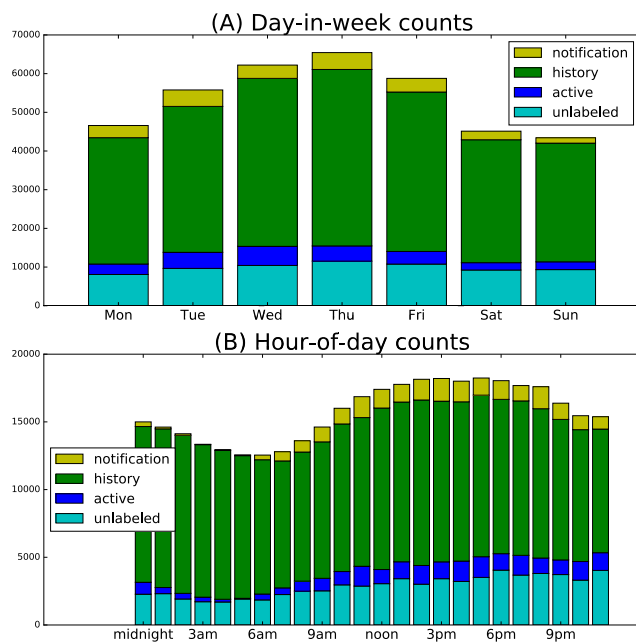 (A) Day-in-week counts
70000
60000
50000
40000
30000
20000
10000
0
notification
history
active
unlabeled
Mon Tue Wed Thu Fri Sat Sun
(B) Hour-of-day counts
20000
15000
10000
5000
0
notification
history
active
unlabeled
midnight 3am 6am 9am noon 3pm 6pm 9pm